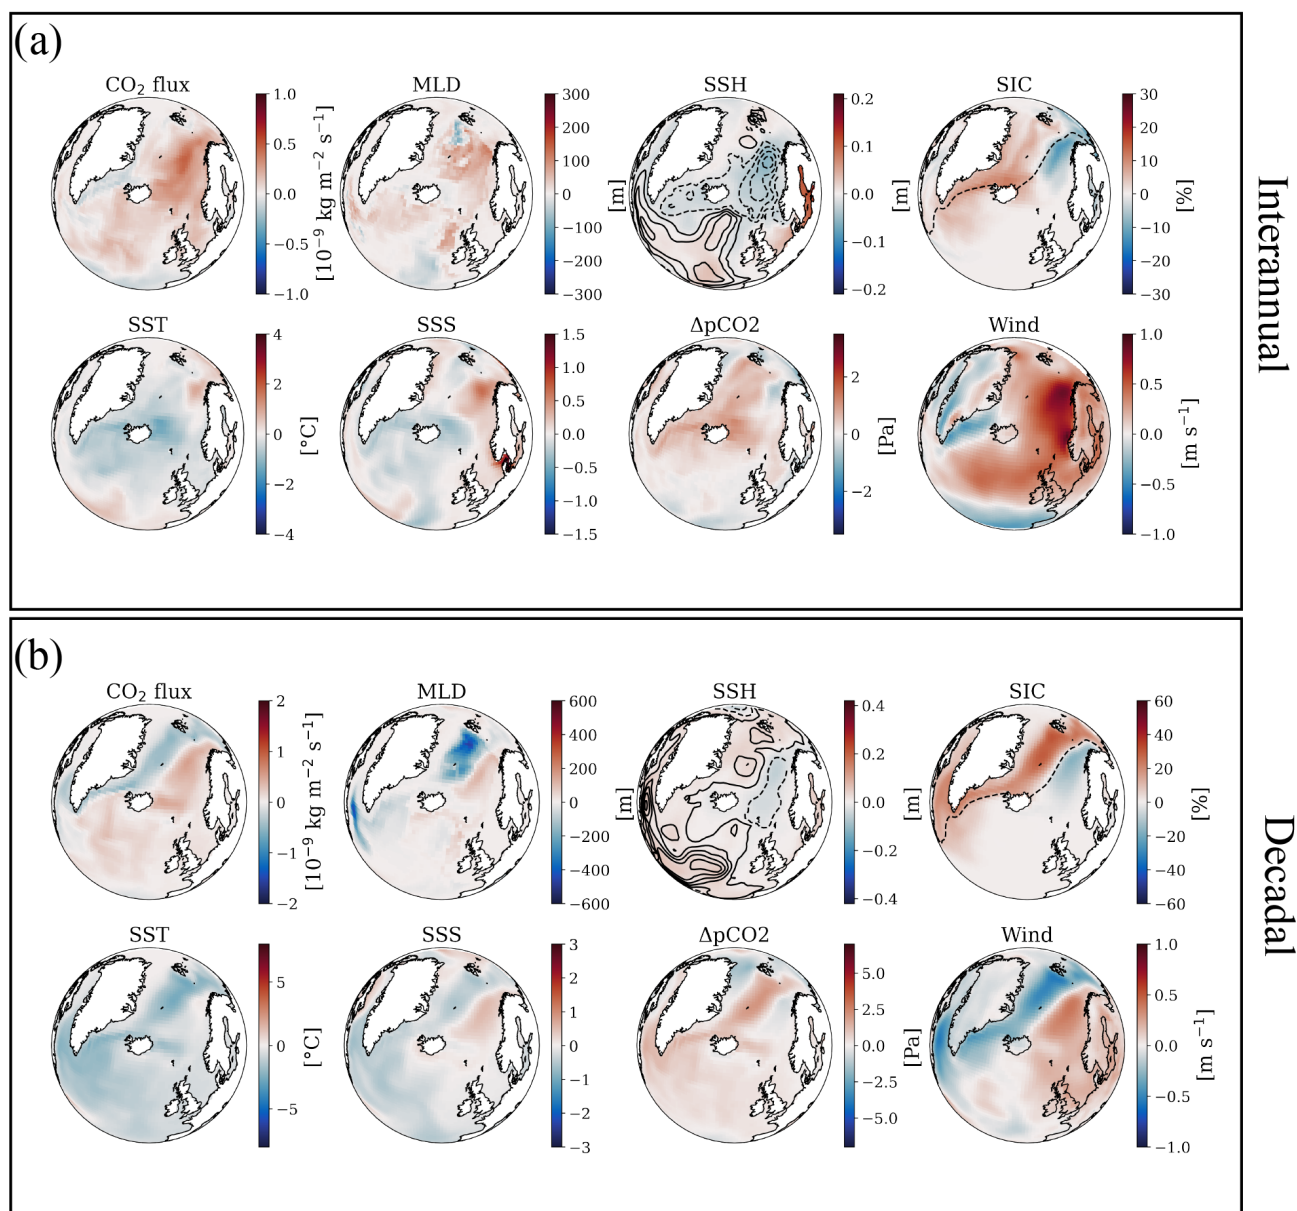 (a)
CO₂ flux
1.0
0.5
0.0
−0.5
−1.0
[10⁻⁹ kg m⁻² s⁻¹]
MLD
300
200
100
0
−100
−200
−300
[m]
SSH
0.2
0.1
0.0
−0.1
−0.2
[m]
SIC
30
20
10
0
−10
−20
−30
[%]
SST
4
2
0
−2
−4
[°C]
SSS
1.5
1.0
0.5
0.0
−0.5
−1.0
−1.5
ΔpCO2
2
0
−2
[Pa]
Wind
1.0
0.5
0.0
−0.5
−1.0
[m s⁻¹]
Interannual
(b)
CO₂ flux
2
1
0
−1
−2
[10⁻⁹ kg m⁻² s⁻¹]
MLD
600
400
200
0
−200
−400
−600
[m]
SSH
0.4
0.2
0.0
−0.2
−0.4
[m]
SIC
60
40
20
0
−20
−40
−60
[%]
SST
5
0
−5
[°C]
SSS
3
2
1
0
−1
−2
−3
ΔpCO2
5.0
2.5
0.0
−2.5
−5.0
[Pa]
Wind
1.0
0.5
0.0
−0.5
−1.0
[m s⁻¹]
Decadal